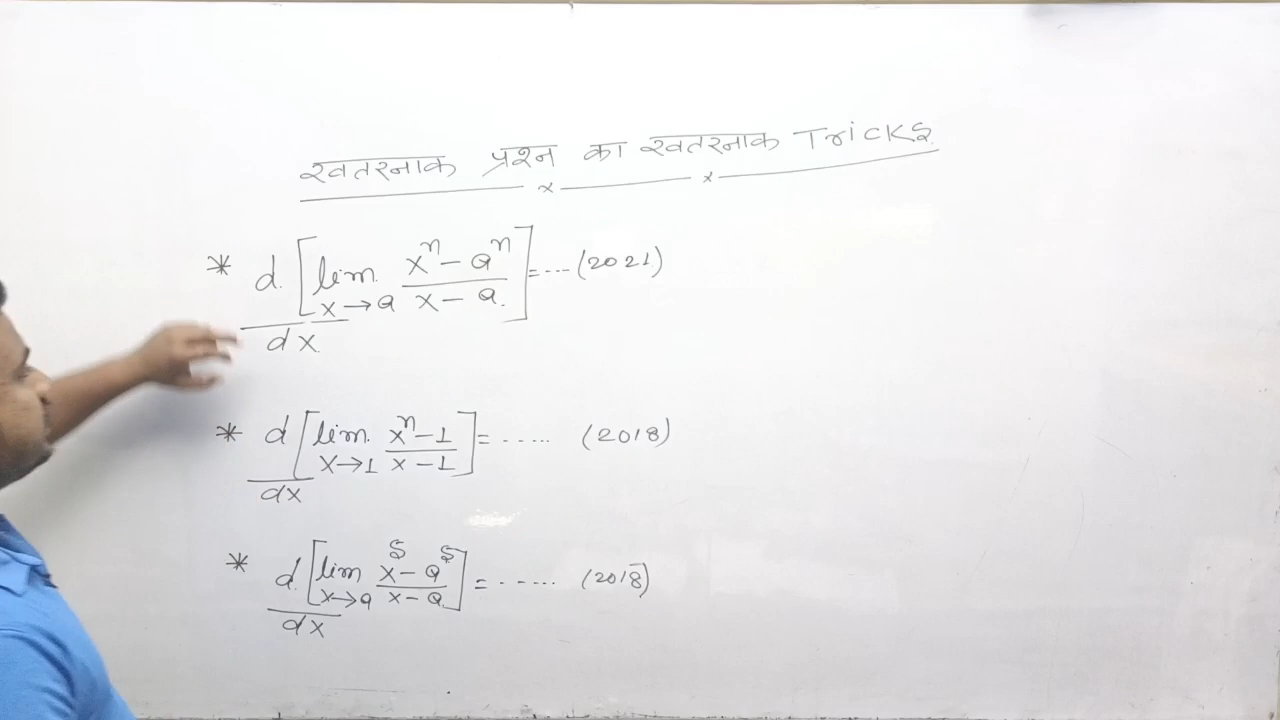 खतरनाक प्रश्न का खतरनाक Tricks
* d/dx [lim x→a (xⁿ - aⁿ)/(x - a)] = ... (2021)
* d/dx [lim x→1 (xⁿ - 1)/(x - 1)] = ..... (2018)
* d/dx [lim x→a (x⁵ - a⁵)/(x - a)] = ...... (2018)